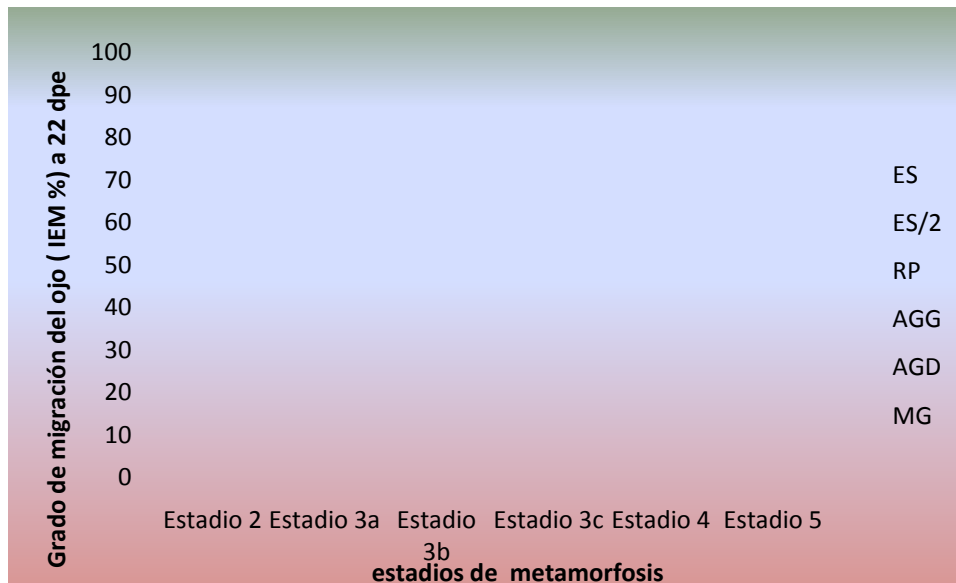 Grado de migración del ojo ( IEM %) a 22 dpe
100
90
80
70
60
50
40
30
20
10
0
Estadio 2 Estadio 3a Estadio 3b Estadio 3c Estadio 4 Estadio 5
estadios de metamorfosis
ES
ES/2
RP
AGG
AGD
MG